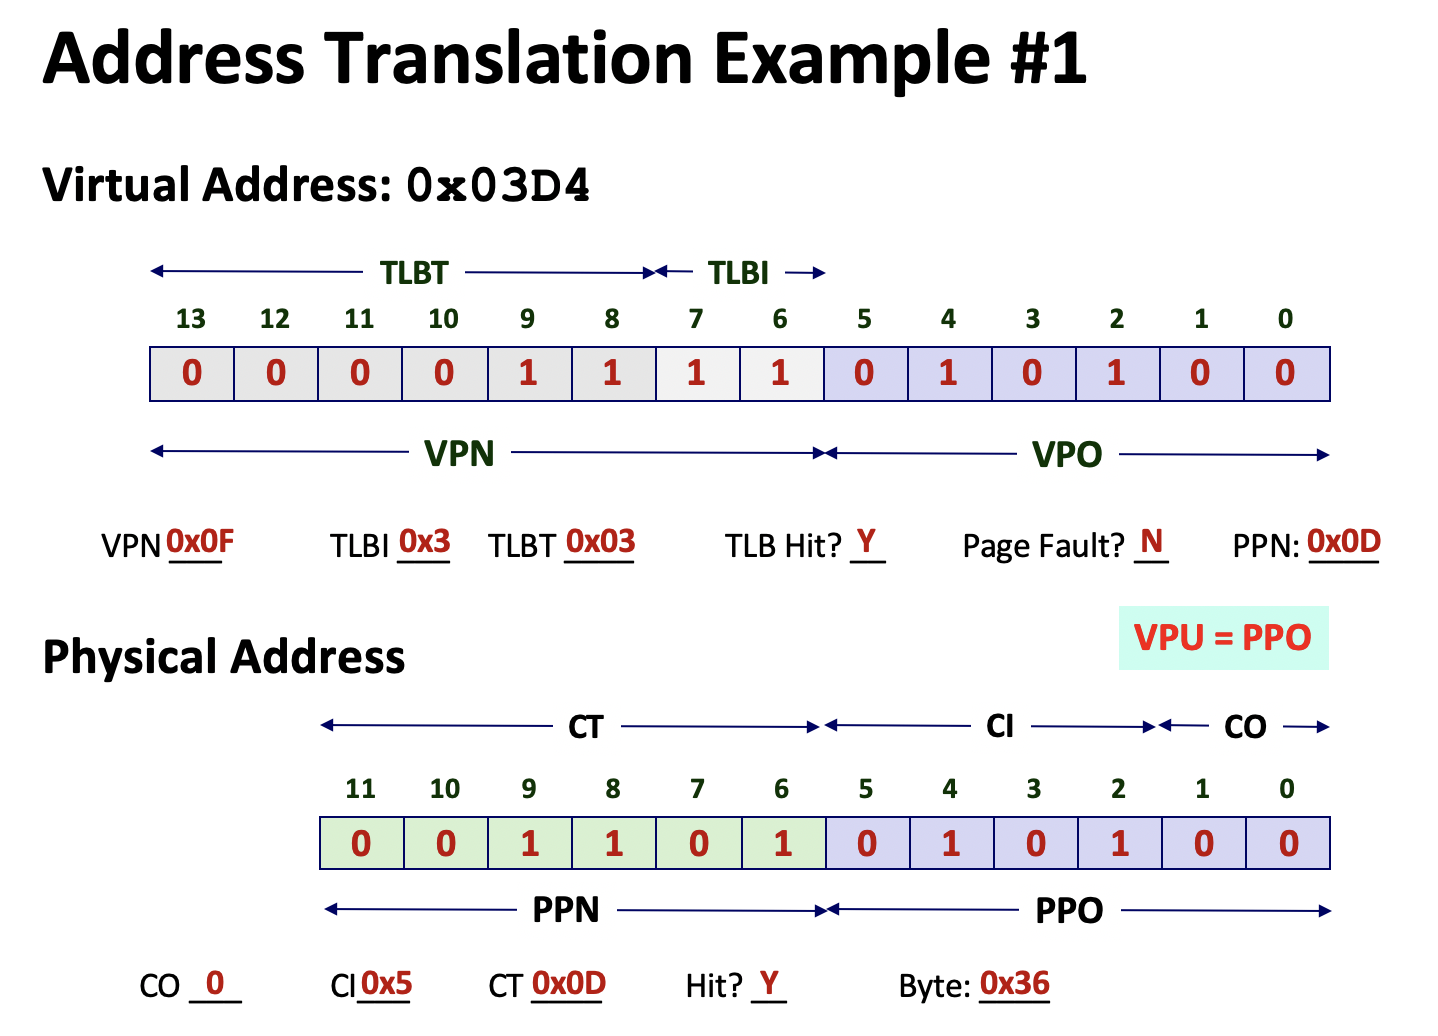 Address Translation Example #1
Virtual Address: 0x03D4
TLBT TLBI
13 12 11 10 9 8 7 6 5 4 3 2 1 0
0 0 0 0 1 1 1 1 0 1 0 1 0 0
VPN VPO
VPN 0x0F TLBI 0x3 TLBT 0x03 TLB Hit? Y Page Fault? N PPN: 0x0D
VPU = PPO
Physical Address
CT CI CO
11 10 9 8 7 6 5 4 3 2 1 0
0 0 1 1 0 1 0 1 0 1 0 0
PPN PPO
CO 0 CI 0x5 CT 0x0D Hit? Y Byte: 0x36